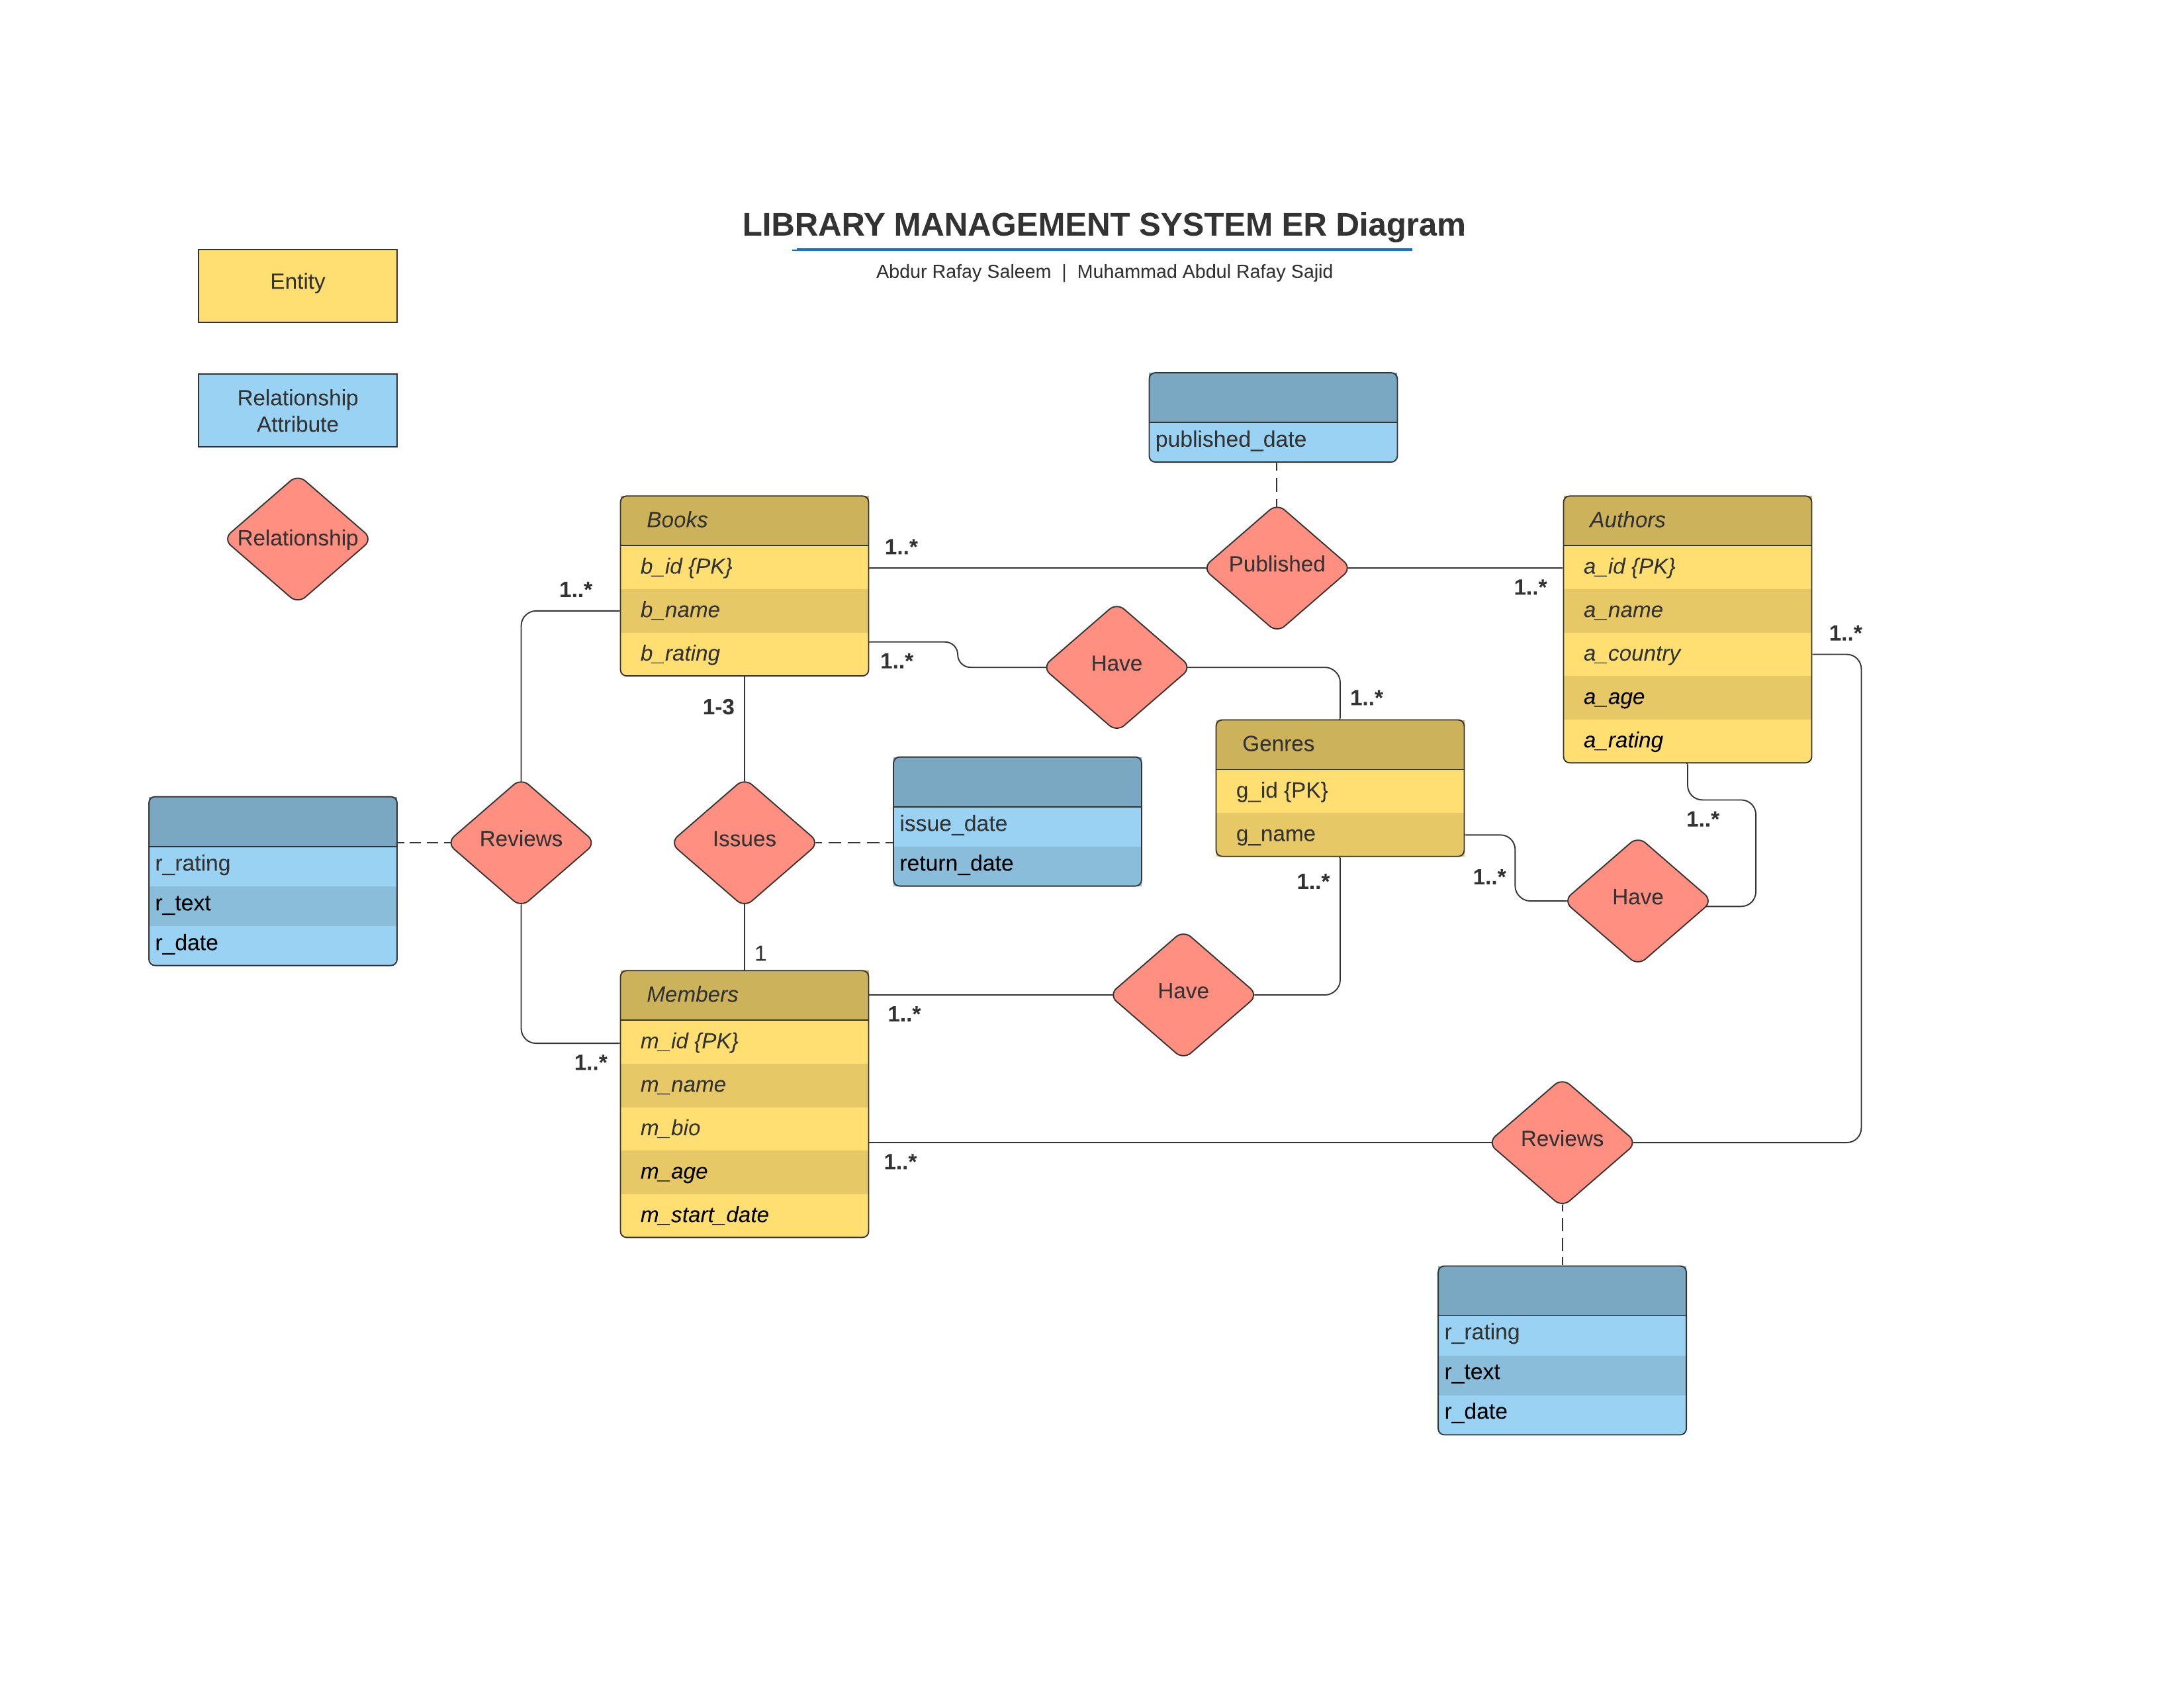 LIBRARY MANAGEMENT SYSTEM ER Diagram
Abdur Rafay Saleem | Muhammad Abdul Rafay Sajid
Entity
Relationship
Attribute
Relationship
published_date
Books
b_id {PK}
b_name
b_rating
1..*
Published
1..*
Authors
a_id {PK}
a_name
a_country
a_age
a_rating
1..*
1..*
1..*
Have
1..*
1-3
Genres
g_id {PK}
g_name
1..*
1..*
Have
1..*
r_rating
r_text
r_date
Reviews
Issues
issue_date
return_date
1
Members
m_id {PK}
m_name
m_bio
m_age
m_start_date
1..*
1..*
Have
1..*
Reviews
r_rating
r_text
r_date